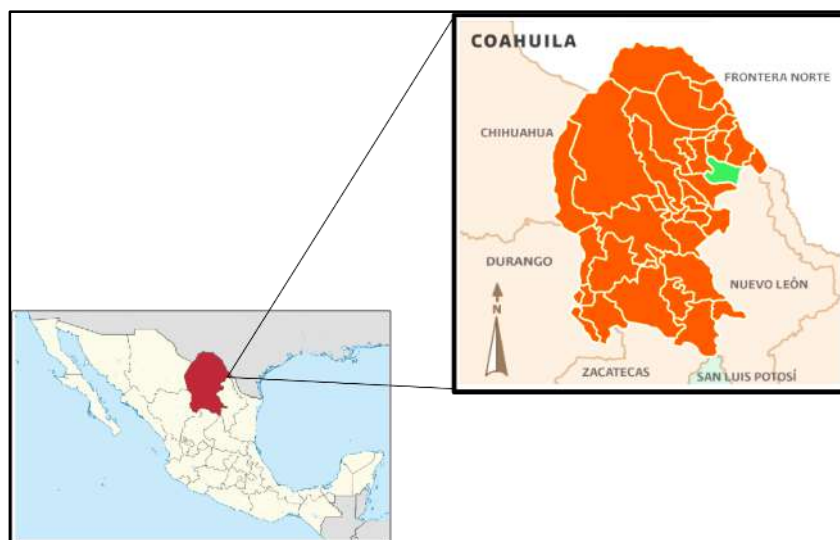 COAHUILA
FRONTERA NORTE
CHIHUAHUA
DURANGO
NUEVO LEÓN
N
ZACATECAS
SAN LUIS POTOSÍ